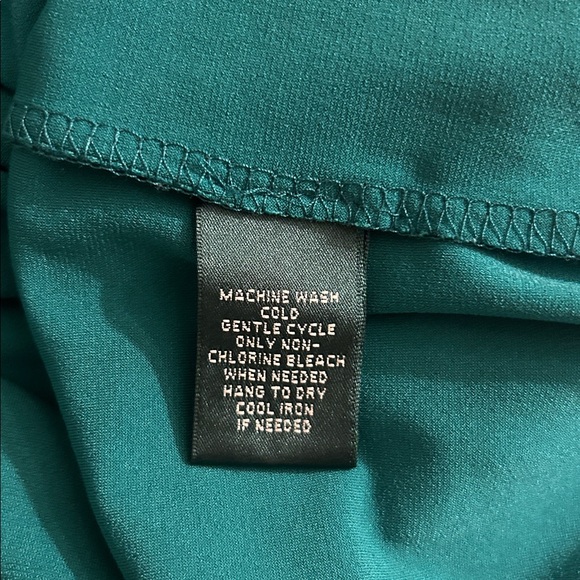 MACHINE WASH
COLD
GENTLE CYCLE
ONLY NON-
CHLORINE BLEACH
WHEN NEEDED
HANG TO DRY
COOL IRON
IF NEEDED